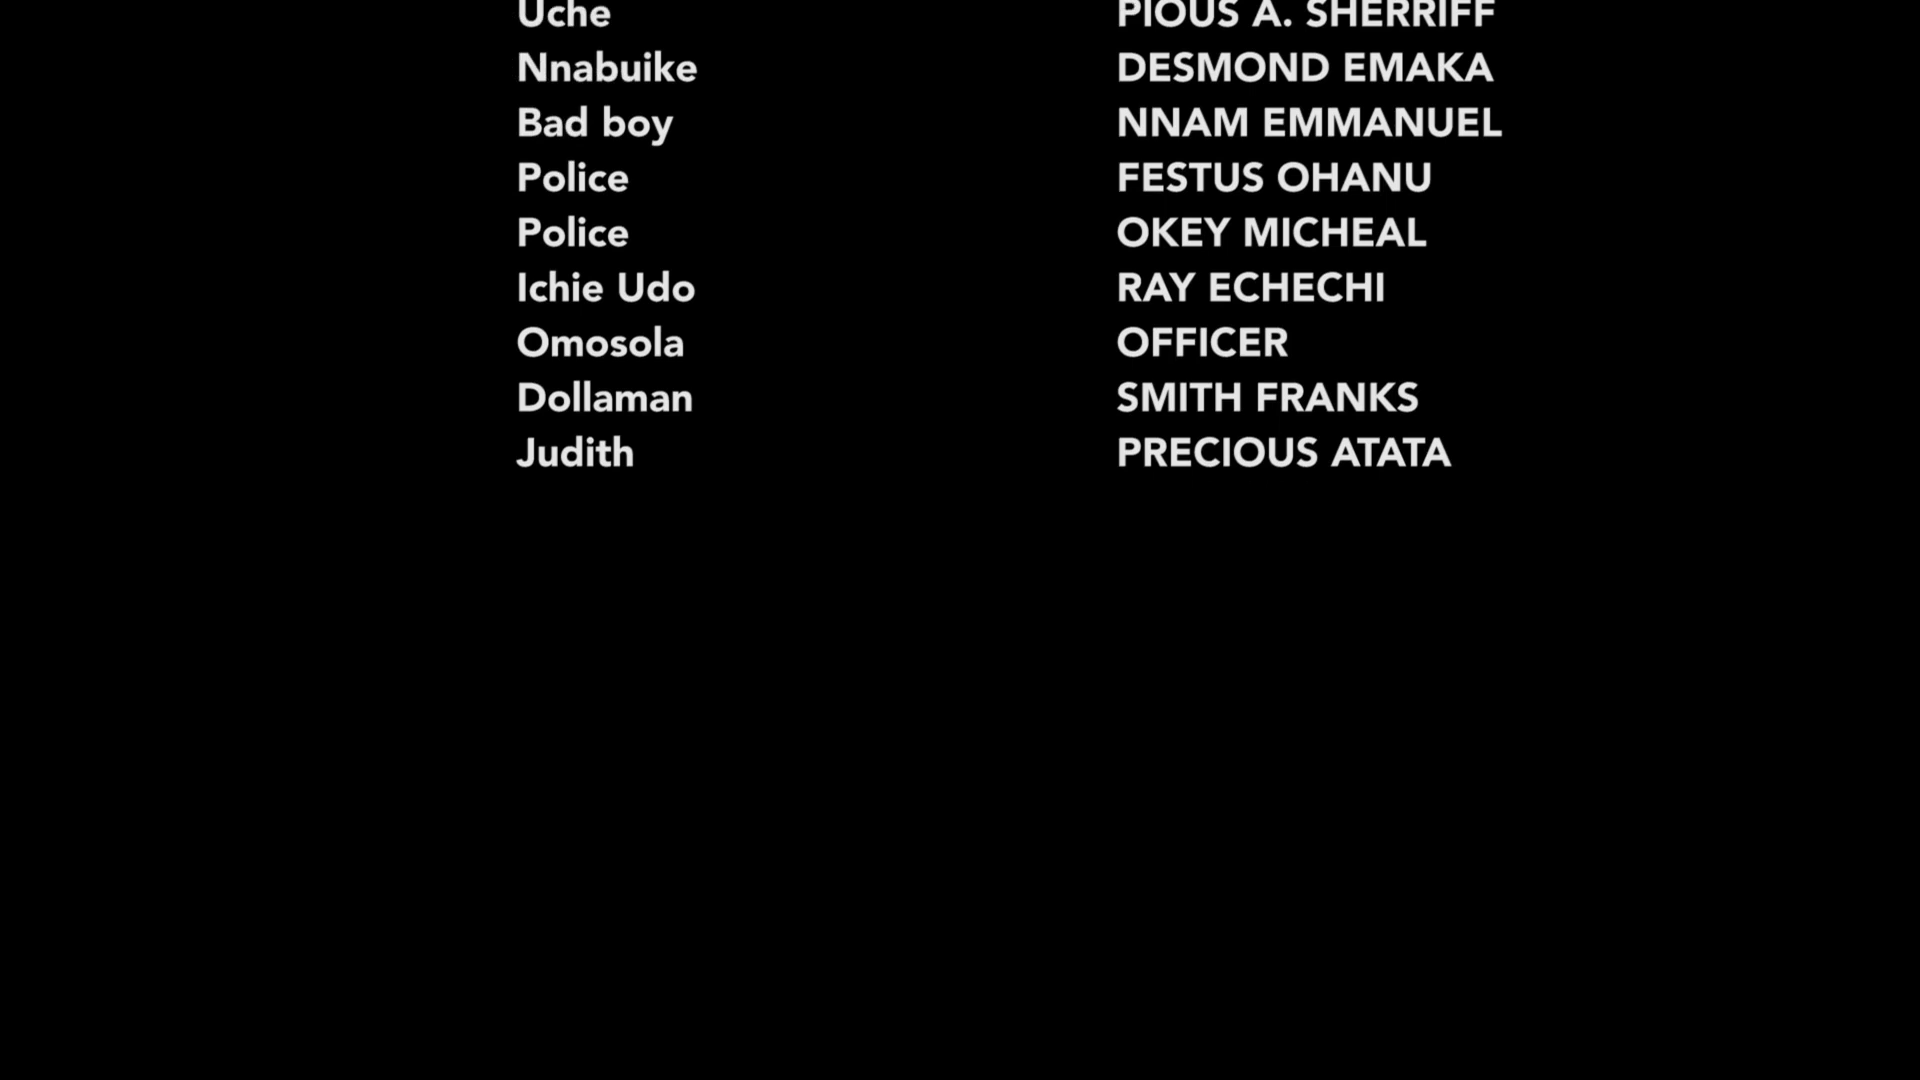 Uche PIOUS A. SHERRIFF
Nnabuike DESMOND EMAKA
Bad boy NNAM EMMANUEL
Police FESTUS OHANU
Police OKEY MICHEAL
Ichie Udo RAY ECHECHI
Omosola OFFICER
Dollaman SMITH FRANKS
Judith PRECIOUS ATATA